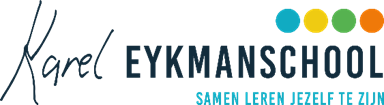 Karel EYKMANSCHOOL
SAMEN LEREN JEZELF TE ZIJN